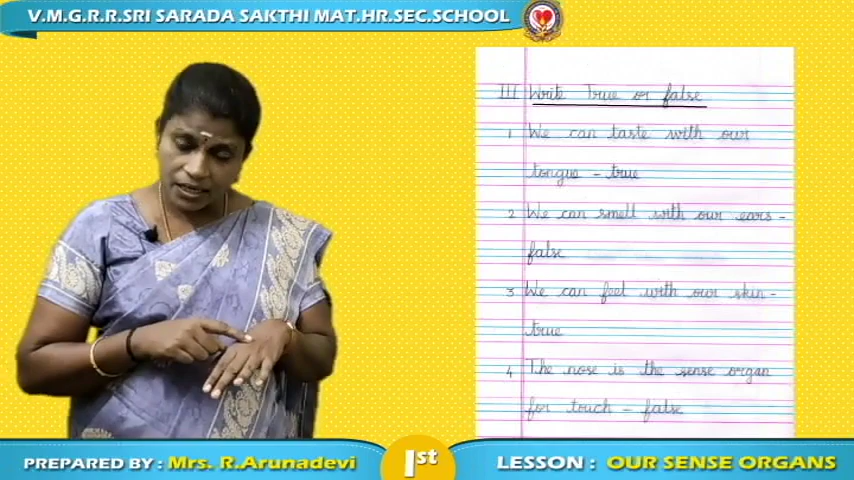 V.M.G.R.R.SRI SARADA SAKTHI MAT.HR.SEC.SCHOOL
III Write True or false
1 We can taste with our
tongue - true
2 We can smell with our ears -
false
3 We can feel with our skin -
true
4 The nose is the sense organ
for touch - false
PREPARED BY : Mrs. R.Arunadevi
1st
LESSON : OUR SENSE ORGANS